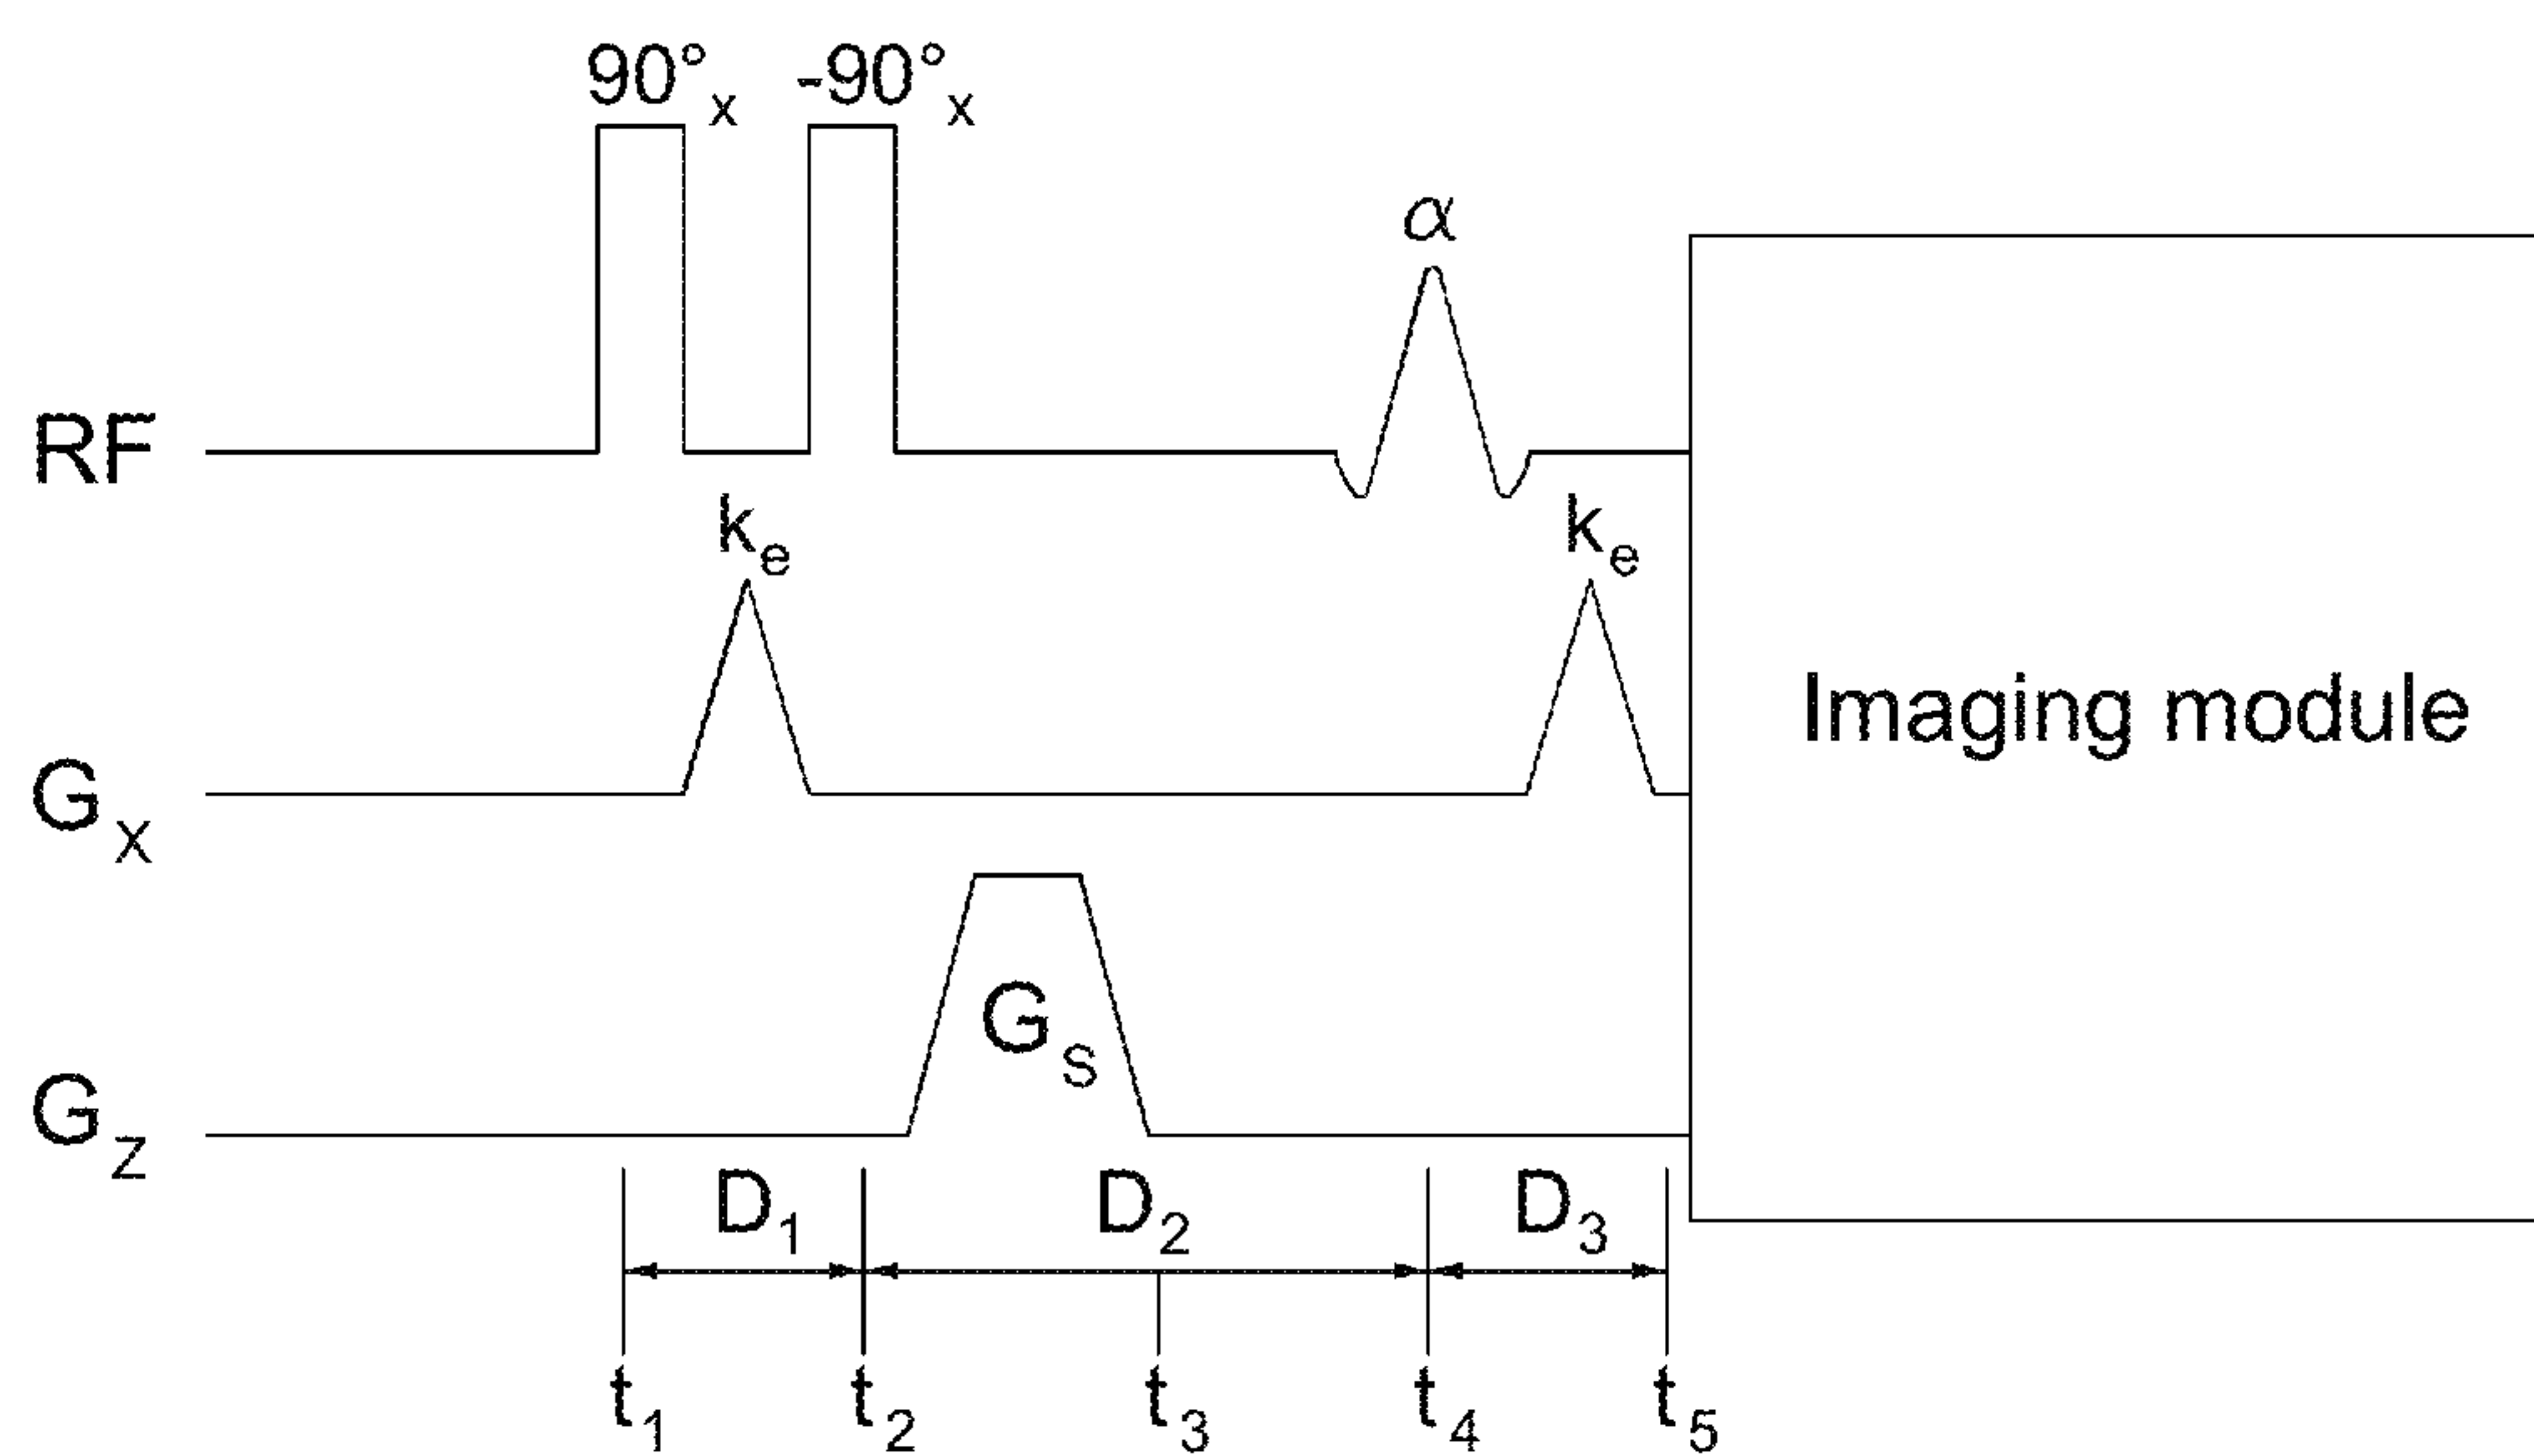 90°x -90°x
α
RF
ke ke
Imaging module
Gx
Gs
Gz
D1 D2 D3
t1 t2 t3 t4 t5